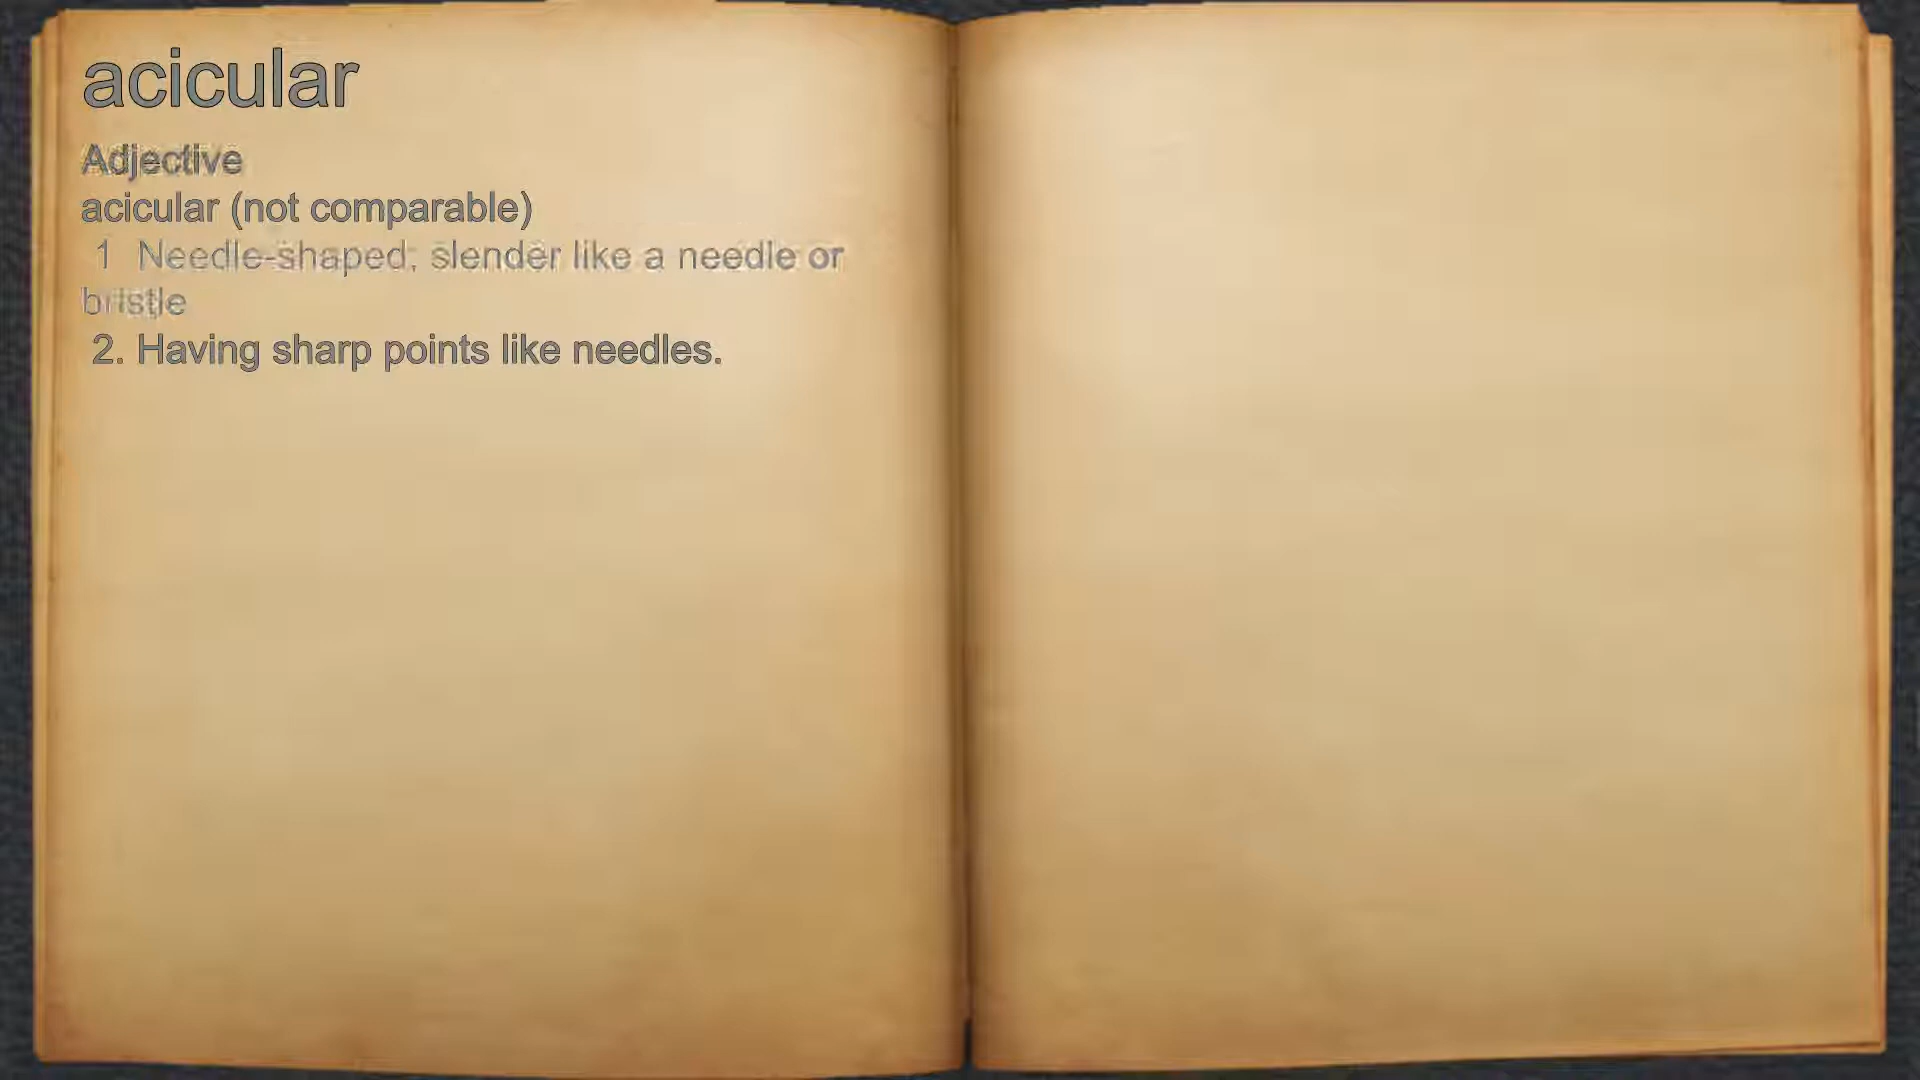 acicular
Adjective
acicular (not comparable)
1 Needle-shaped; slender like a needle or
bristle
2. Having sharp points like needles.